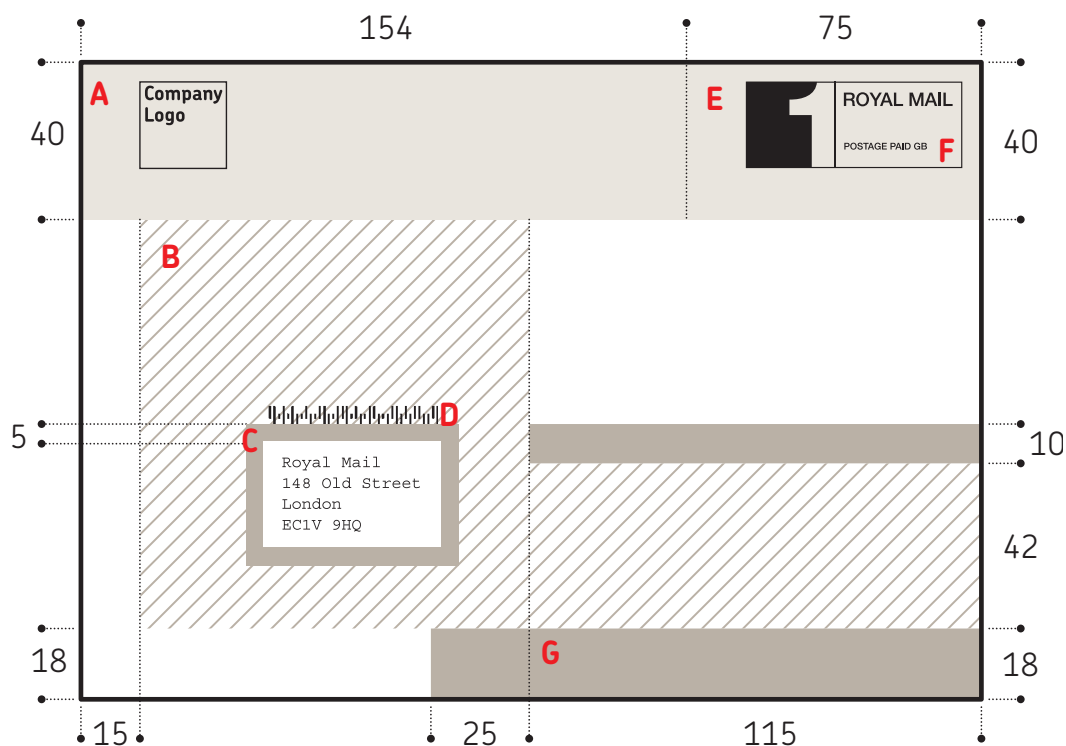 154 75
A Company
Logo
E ROYAL MAIL
POSTAGE PAID GB F
40 40
B
D
5 C 10
Royal Mail
148 Old Street
London
EC1V 9HQ
42
18 G 18
15 25 115